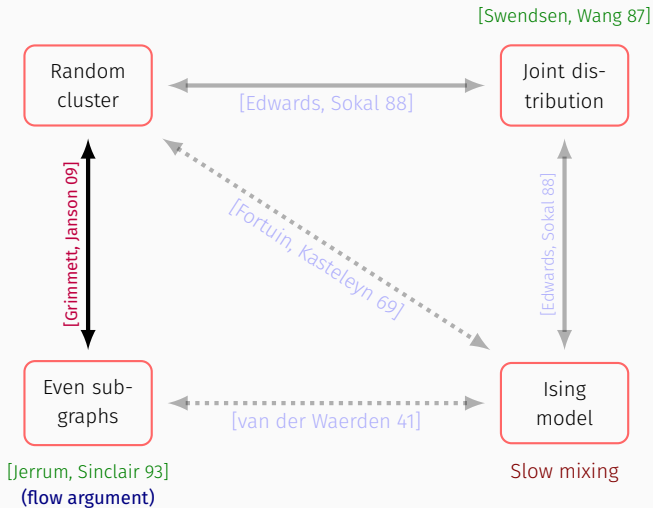 [Swendsen, Wang 87]
Random
cluster
Joint dis-
tribution
[Edwards, Sokal 88]
[Grimmett, Janson 09]
[Fortuin, Kasteleyn 69]
[Edwards, Sokal 88]
Even sub-
graphs
Ising
model
[van der Waerden 41]
[Jerrum, Sinclair 93]
(flow argument)
Slow mixing